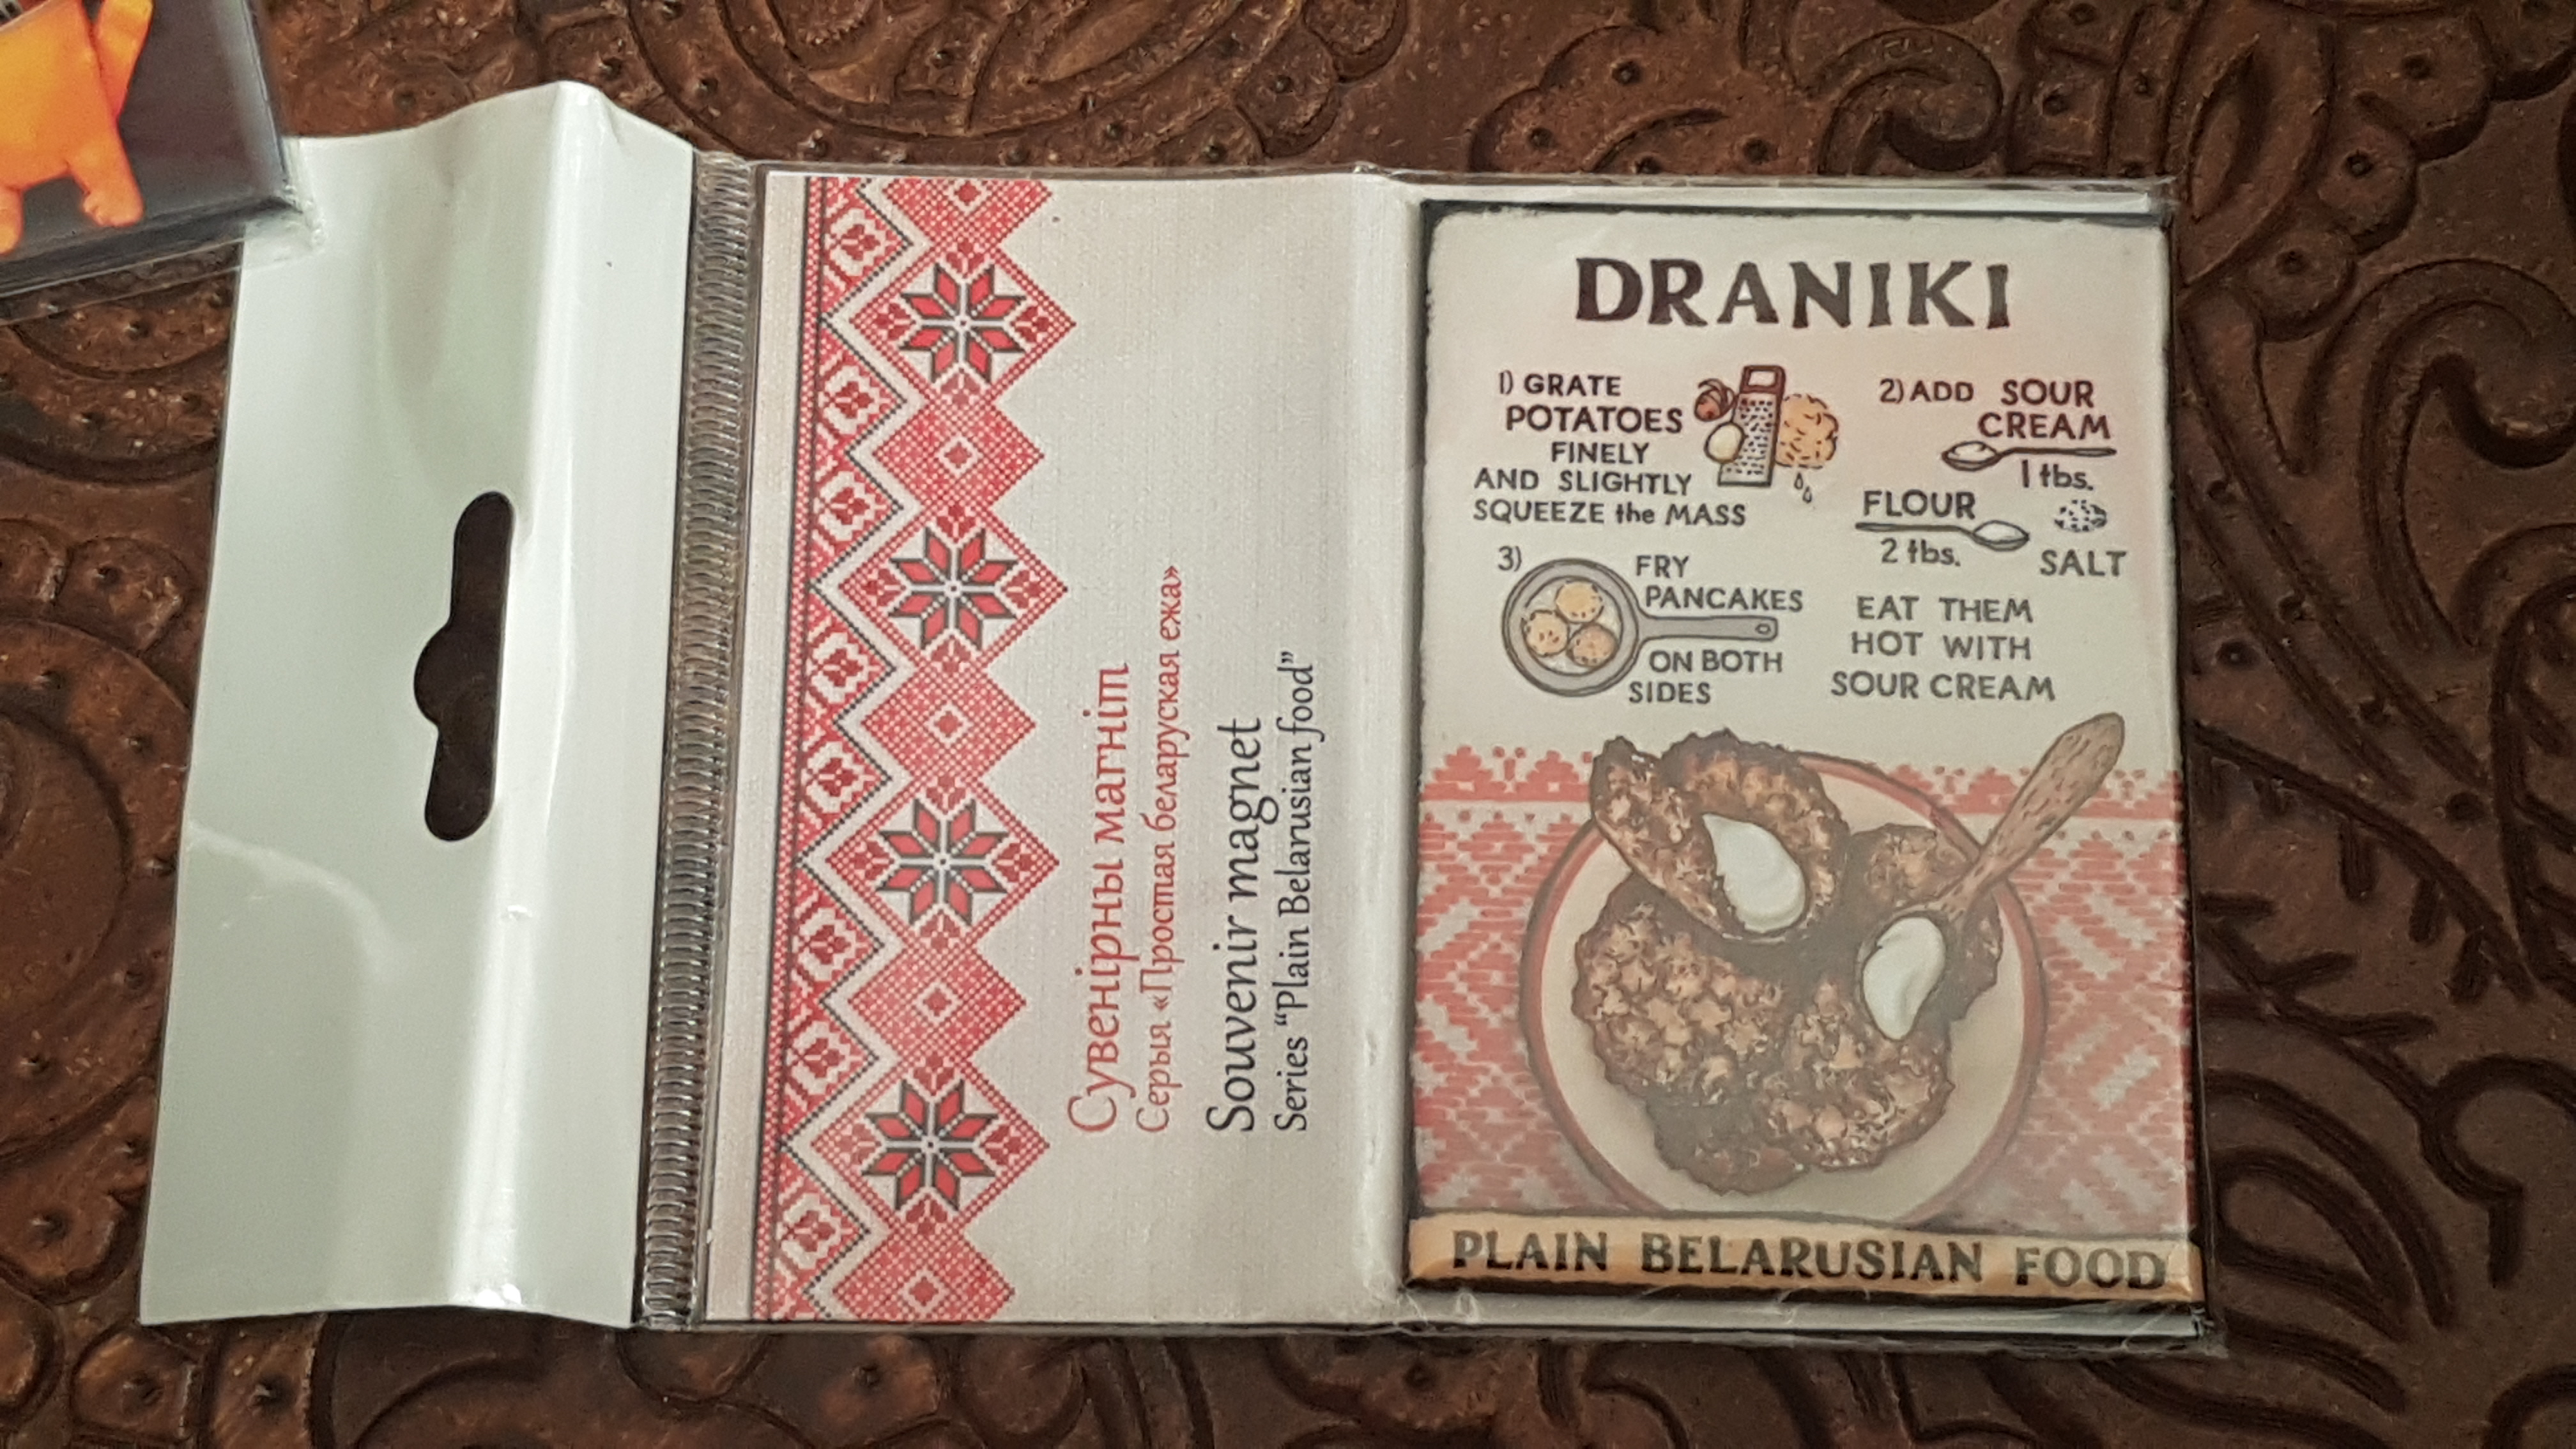 Сувенірны магніт
Серыя «Простая беларуская ежа»
Souvenir magnet
Series “Plain Belarusian food”
DRANIKI
1) GRATE
POTATOES
FINELY
AND SLIGHTLY
SQUEEZE the MASS
2) ADD SOUR
CREAM
1 tbs.
FLOUR
2 tbs.
SALT
3)
FRY
PANCAKES
ON BOTH
SIDES
EAT THEM
HOT WITH
SOUR CREAM
PLAIN BELARUSIAN FOOD